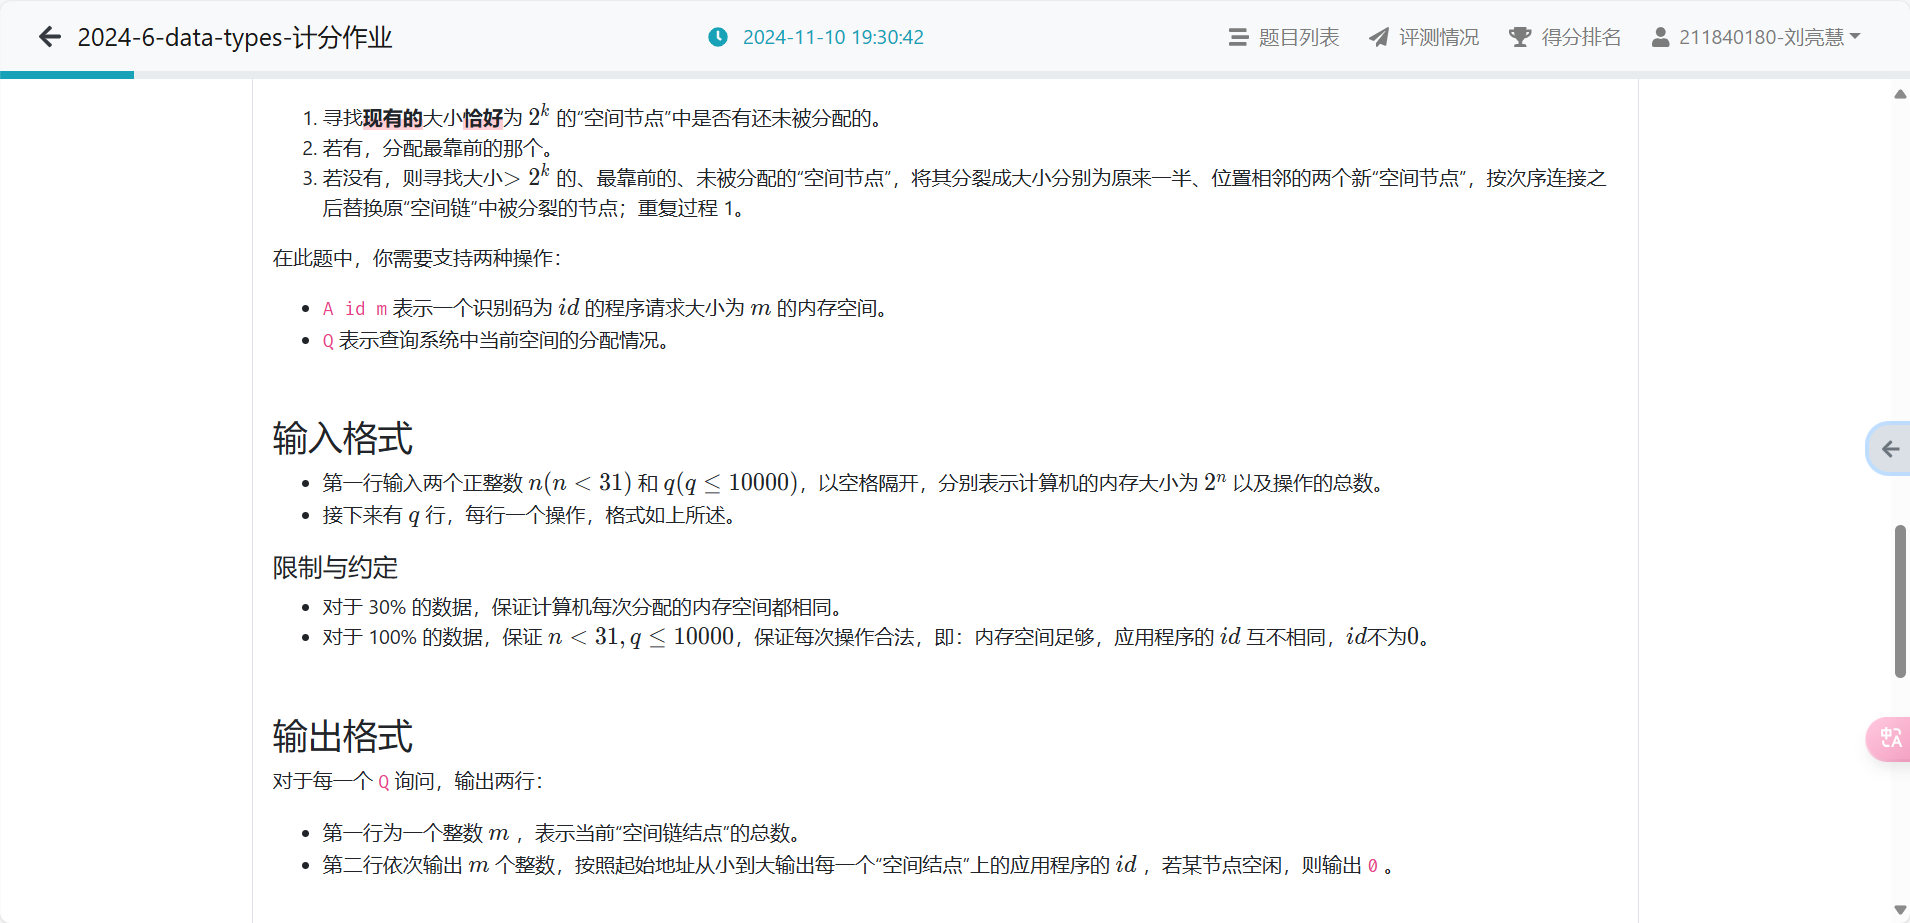 2024-6-data-types-计分作业
2024-11-10 19:30:42
题目列表
评测情况
得分排名
211840180-刘亮慧
1. 寻找现有的大小恰好为 2^k 的“空间节点”中是否有还未被分配的。
2. 若有，分配最靠前的那个。
3. 若没有，则寻找大小> 2^k 的、最靠前的、未被分配的“空间节点”，将其分裂成大小分别为原来一半、位置相邻的两个新“空间节点”，按次序连接之
后替换原“空间链”中被分裂的节点；重复过程 1。
在此题中，你需要支持两种操作：
• A id m 表示一个识别码为 id 的程序请求大小为 m 的内存空间。
• Q 表示查询系统中当前空间的分配情况。
输入格式
• 第一行输入两个正整数 n(n < 31) 和 q(q ≤ 10000)，以空格隔开，分别表示计算机的内存大小为 2^n 以及操作的总数。
• 接下来有 q 行，每行一个操作，格式如上所述。
限制与约定
• 对于 30% 的数据，保证计算机每次分配的内存空间都相同。
• 对于 100% 的数据，保证 n < 31, q ≤ 10000，保证每次操作合法，即：内存空间足够，应用程序的 id 互不相同，id不为0。
输出格式
对于每一个 Q 询问，输出两行：
• 第一行为一个整数 m ，表示当前“空间链结点”的总数。
• 第二行依次输出 m 个整数，按照起始地址从小到大输出每一个“空间结点”上的应用程序的 id ，若某节点空闲，则输出 0 。
中A